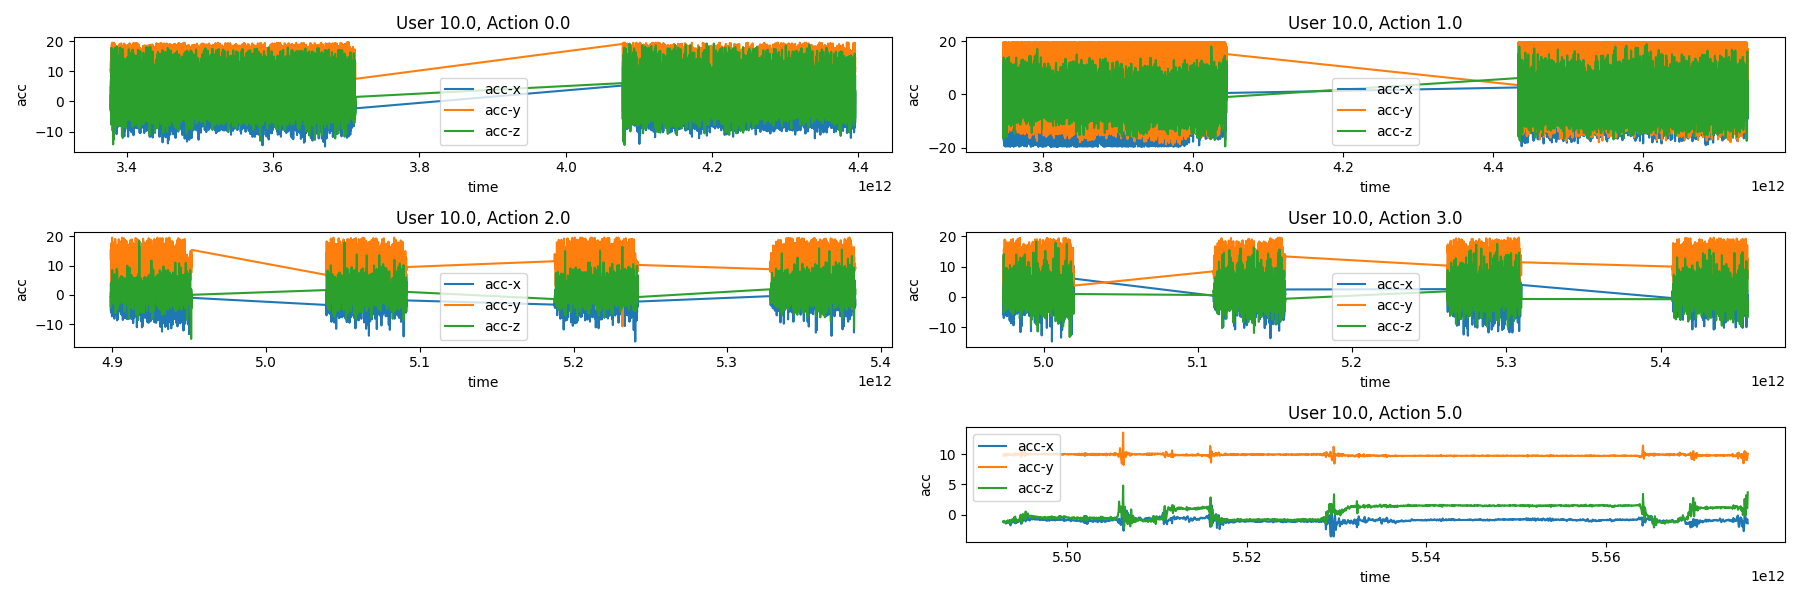 User 10.0, Action 0.0
acc
20
10
0
−10
acc-x
acc-y
acc-z
3.4 3.6 3.8 4.0 4.2 4.4
time
1e12
User 10.0, Action 1.0
acc
20
0
−20
acc-x
acc-y
acc-z
3.8 4.0 4.2 4.4 4.6
time
1e12
User 10.0, Action 2.0
acc
20
10
0
−10
acc-x
acc-y
acc-z
4.9 5.0 5.1 5.2 5.3 5.4
time
1e12
User 10.0, Action 3.0
acc
20
10
0
−10
acc-x
acc-y
acc-z
5.0 5.1 5.2 5.3 5.4
time
1e12
User 10.0, Action 5.0
acc
10
5
0
acc-x
acc-y
acc-z
5.50 5.52 5.54 5.56
time
1e12